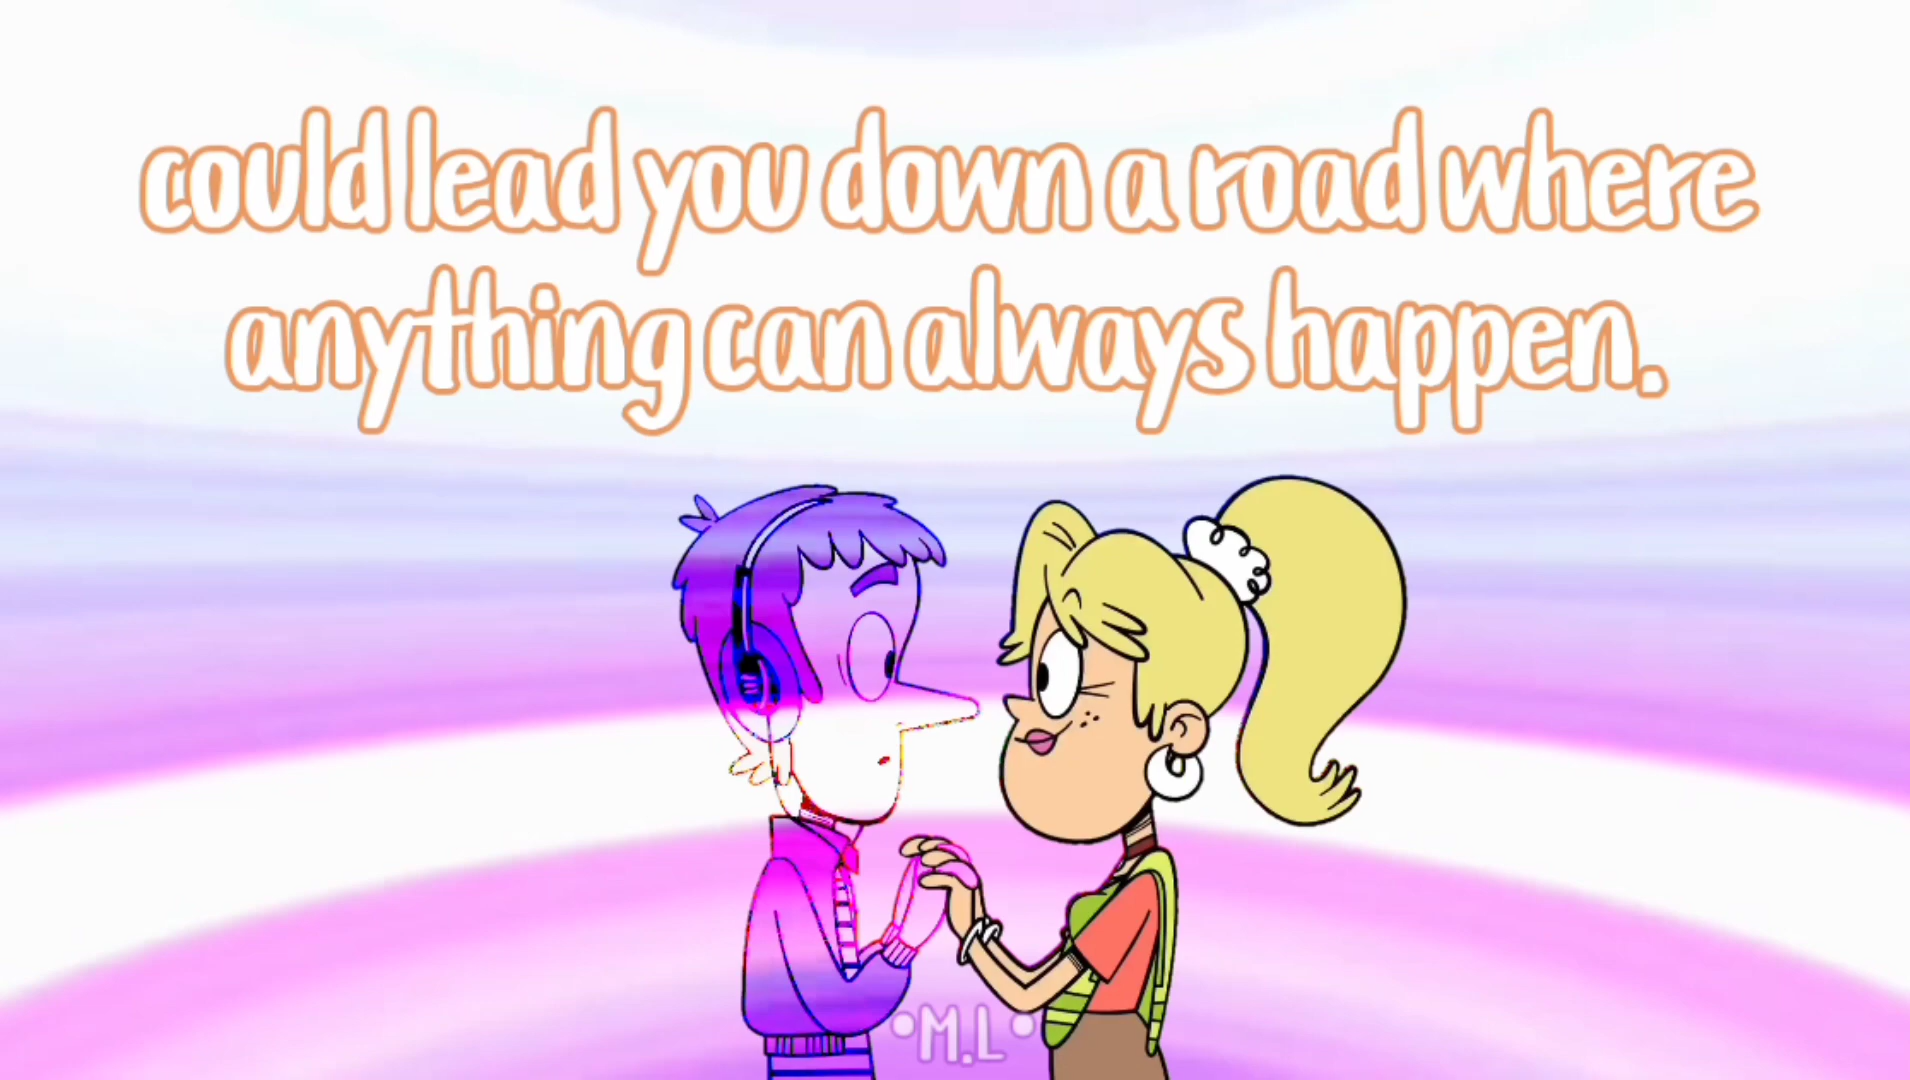 could lead you down a road where
anything can always happen.
•M.L•